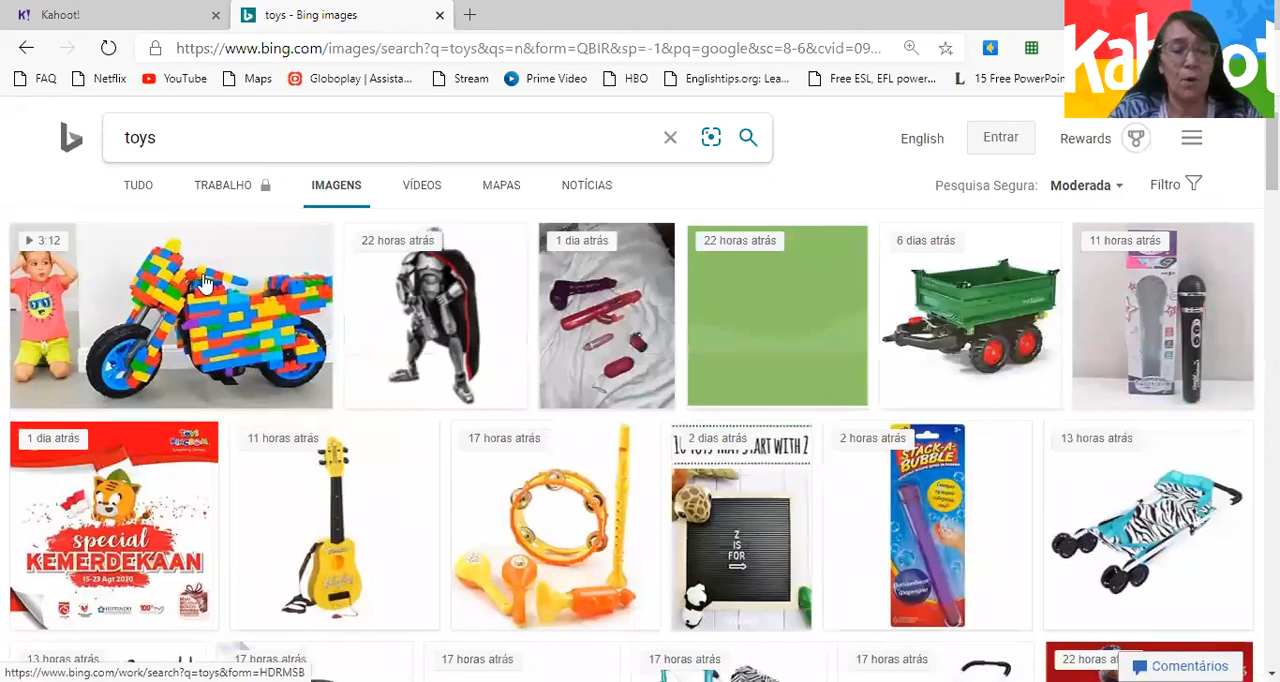 Kahoot!
toys - Bing images
https://www.bing.com/images/search?q=toys&qs=n&form=QBIR&sp=-1&pq=google&sc=8-6&cvid=09...
FAQ Netflix YouTube Maps Globoplay | Assista... Stream Prime Video HBO Englishtips.org: Lea... Free ESL, EFL power... 15 Free PowerPoin
toys
English Entrar Rewards
TUDO TRABALHO IMAGENS VÍDEOS MAPAS NOTÍCIAS
Pesquisa Segura: Moderada Filtro
3:12
22 horas atrás
1 dia atrás
22 horas atrás
6 dias atrás
11 horas atrás
1 dia atrás
special
KEMERDEKAAN
15-23 Agt 2020
11 horas atrás
17 horas atrás
2 dias atrás
Z
IS
FOR
2 horas atrás
STACK-A
BUBBLE
13 horas atrás
13 horas atrás
17 horas atrás
17 horas atrás
17 horas atrás
17 horas atrás
22 horas
Comentários
https://www.bing.com/work/search?q=toys&form=HDRMSB